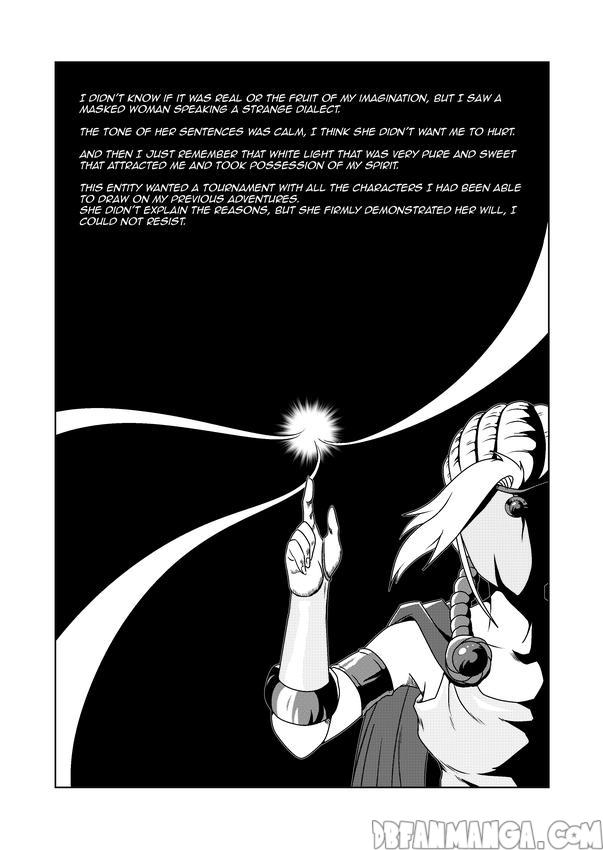 I DIDN'T KNOW IF IT WAS REAL OR THE FRUIT OF MY IMAGINATION, BUT I SAW A
MASKED WOMAN SPEAKING A STRANGE DIALECT.
THE TONE OF HER SENTENCES WAS CALM, I THINK SHE DIDN'T WANT ME TO HURT.
AND THEN I JUST REMEMBER THAT WHITE LIGHT THAT WAS VERY PURE AND SWEET
THAT ATTRACTED ME AND TOOK POSSESSION OF MY SPIRIT.
THIS ENTITY WANTED A TOURNAMENT WITH ALL THE CHARACTERS I HAD BEEN ABLE
TO DRAW ON MY PREVIOUS ADVENTURES.
SHE DIDN'T EXPLAIN THE REASONS, BUT SHE FIRMLY DEMONSTRATED HER WILL, I
COULD NOT RESIST.
DBFANMANGA.COM